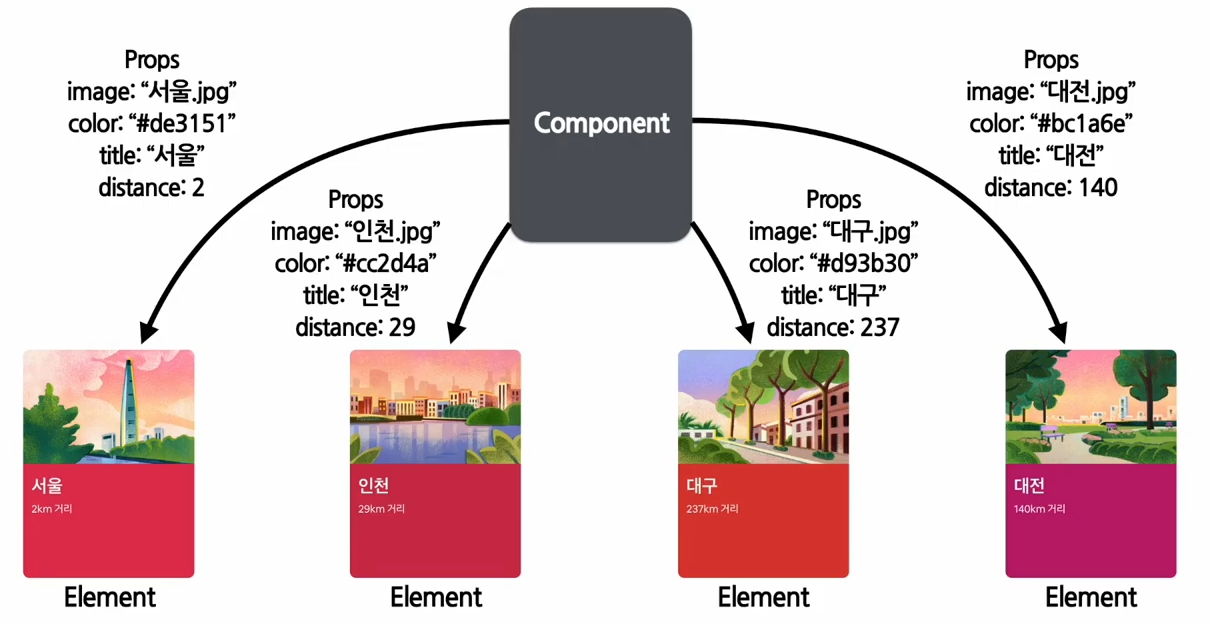 Component
Props
image: “서울.jpg”
color: “#de3151”
title: “서울”
distance: 2
Props
image: “인천.jpg”
color: “#cc2d4a”
title: “인천”
distance: 29
Props
image: “대구.jpg”
color: “#d93b30”
title: “대구”
distance: 237
Props
image: “대전.jpg”
color: “#bc1a6e”
title: “대전”
distance: 140
서울
2km 거리
Element
인천
29km 거리
Element
대구
237km 거리
Element
대전
140km 거리
Element